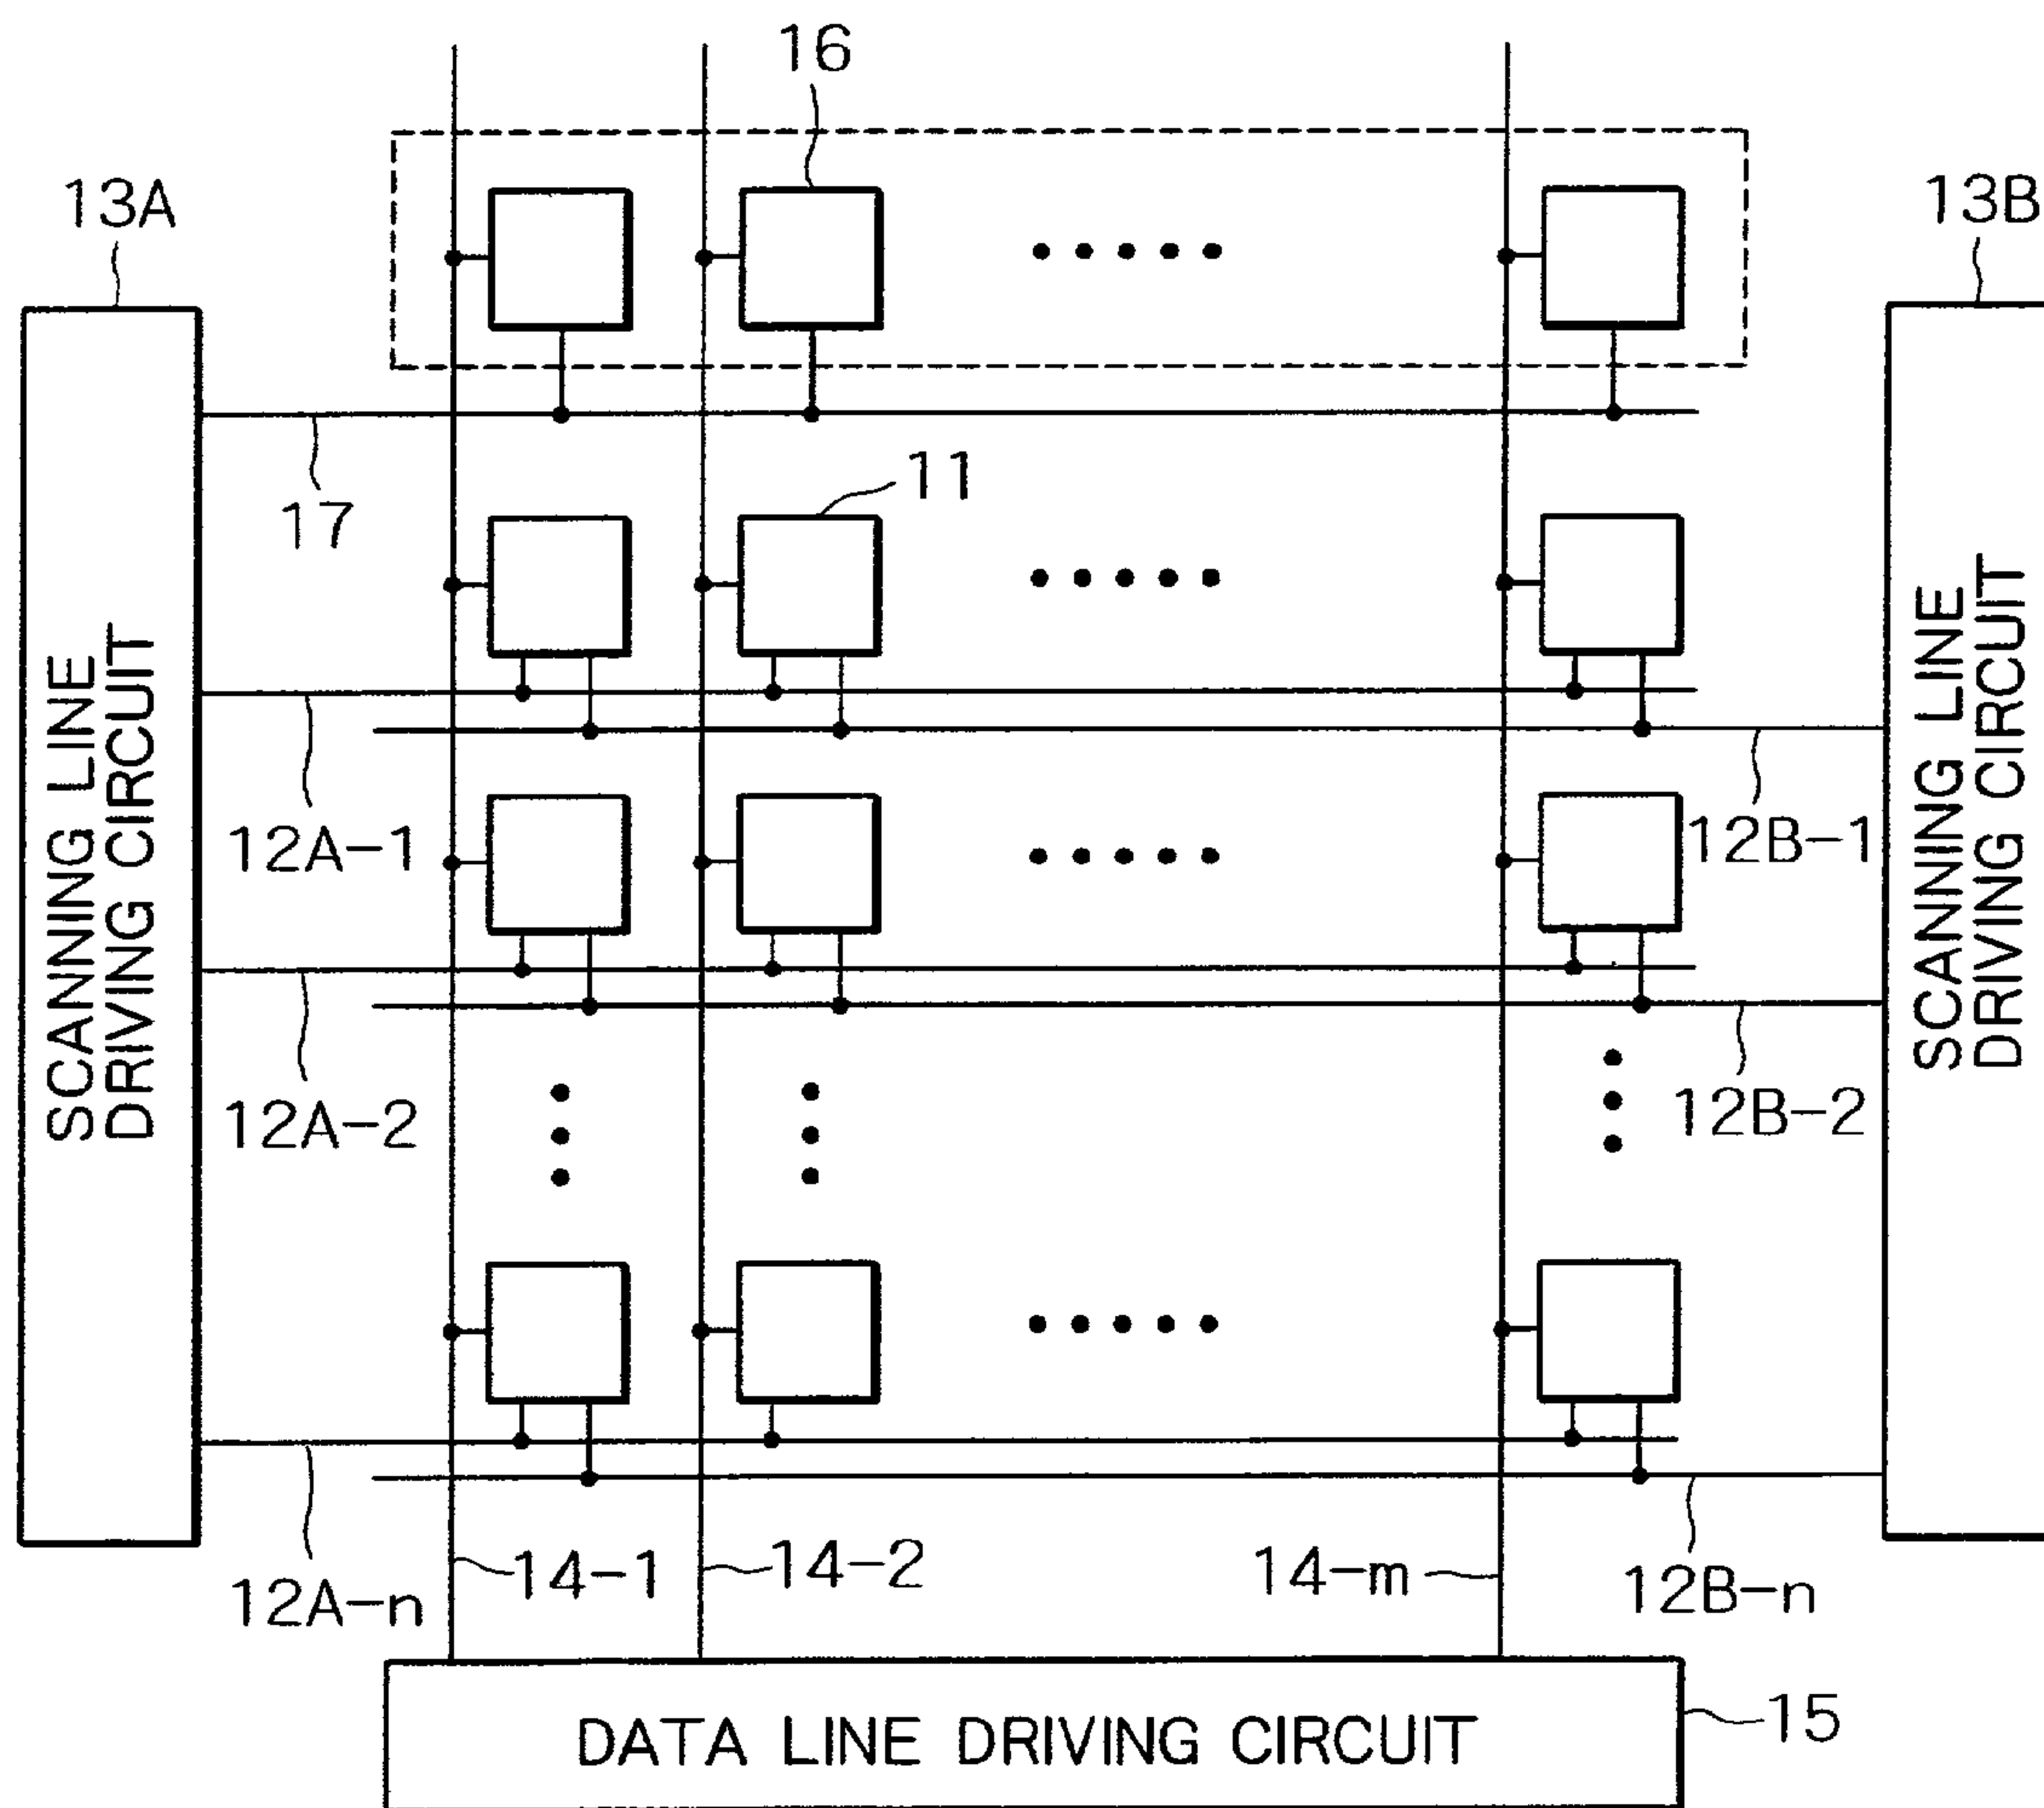 16
13A
13B
17
11
SCANNING LINE
DRIVING CIRCUIT
SCANNING LINE
DRIVING CIRCUIT
12A-1
12B-1
12A-2
12B-2
12A-n
14-1
14-2
14-m
12B-n
DATA LINE DRIVING CIRCUIT
15